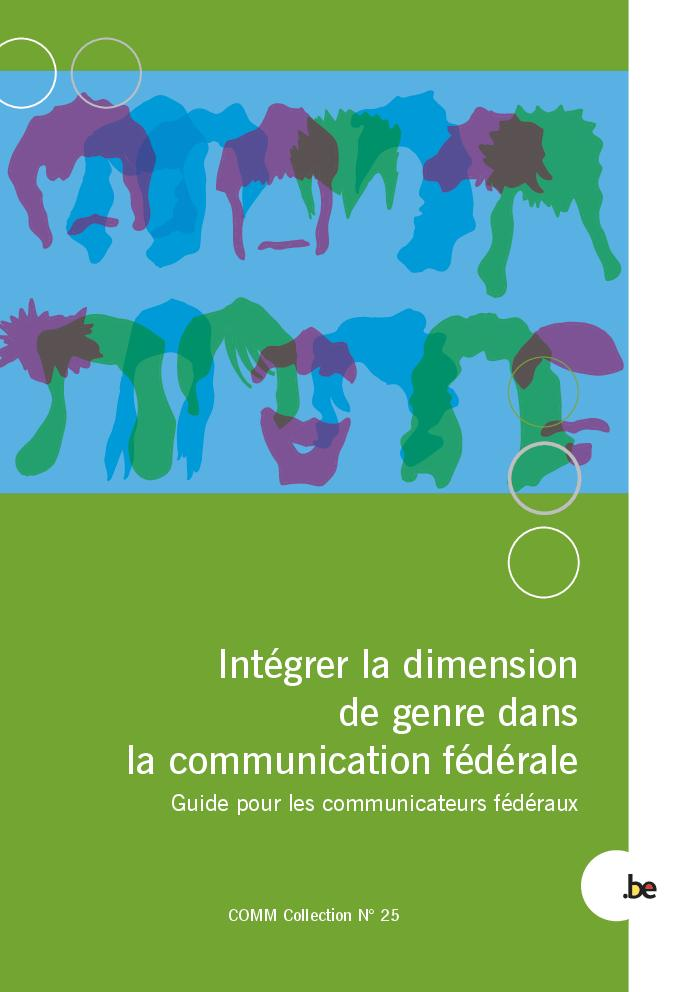 Intégrer la dimension
de genre dans
la communication fédérale
Guide pour les communicateurs fédéraux
.be
COMM Collection N° 25